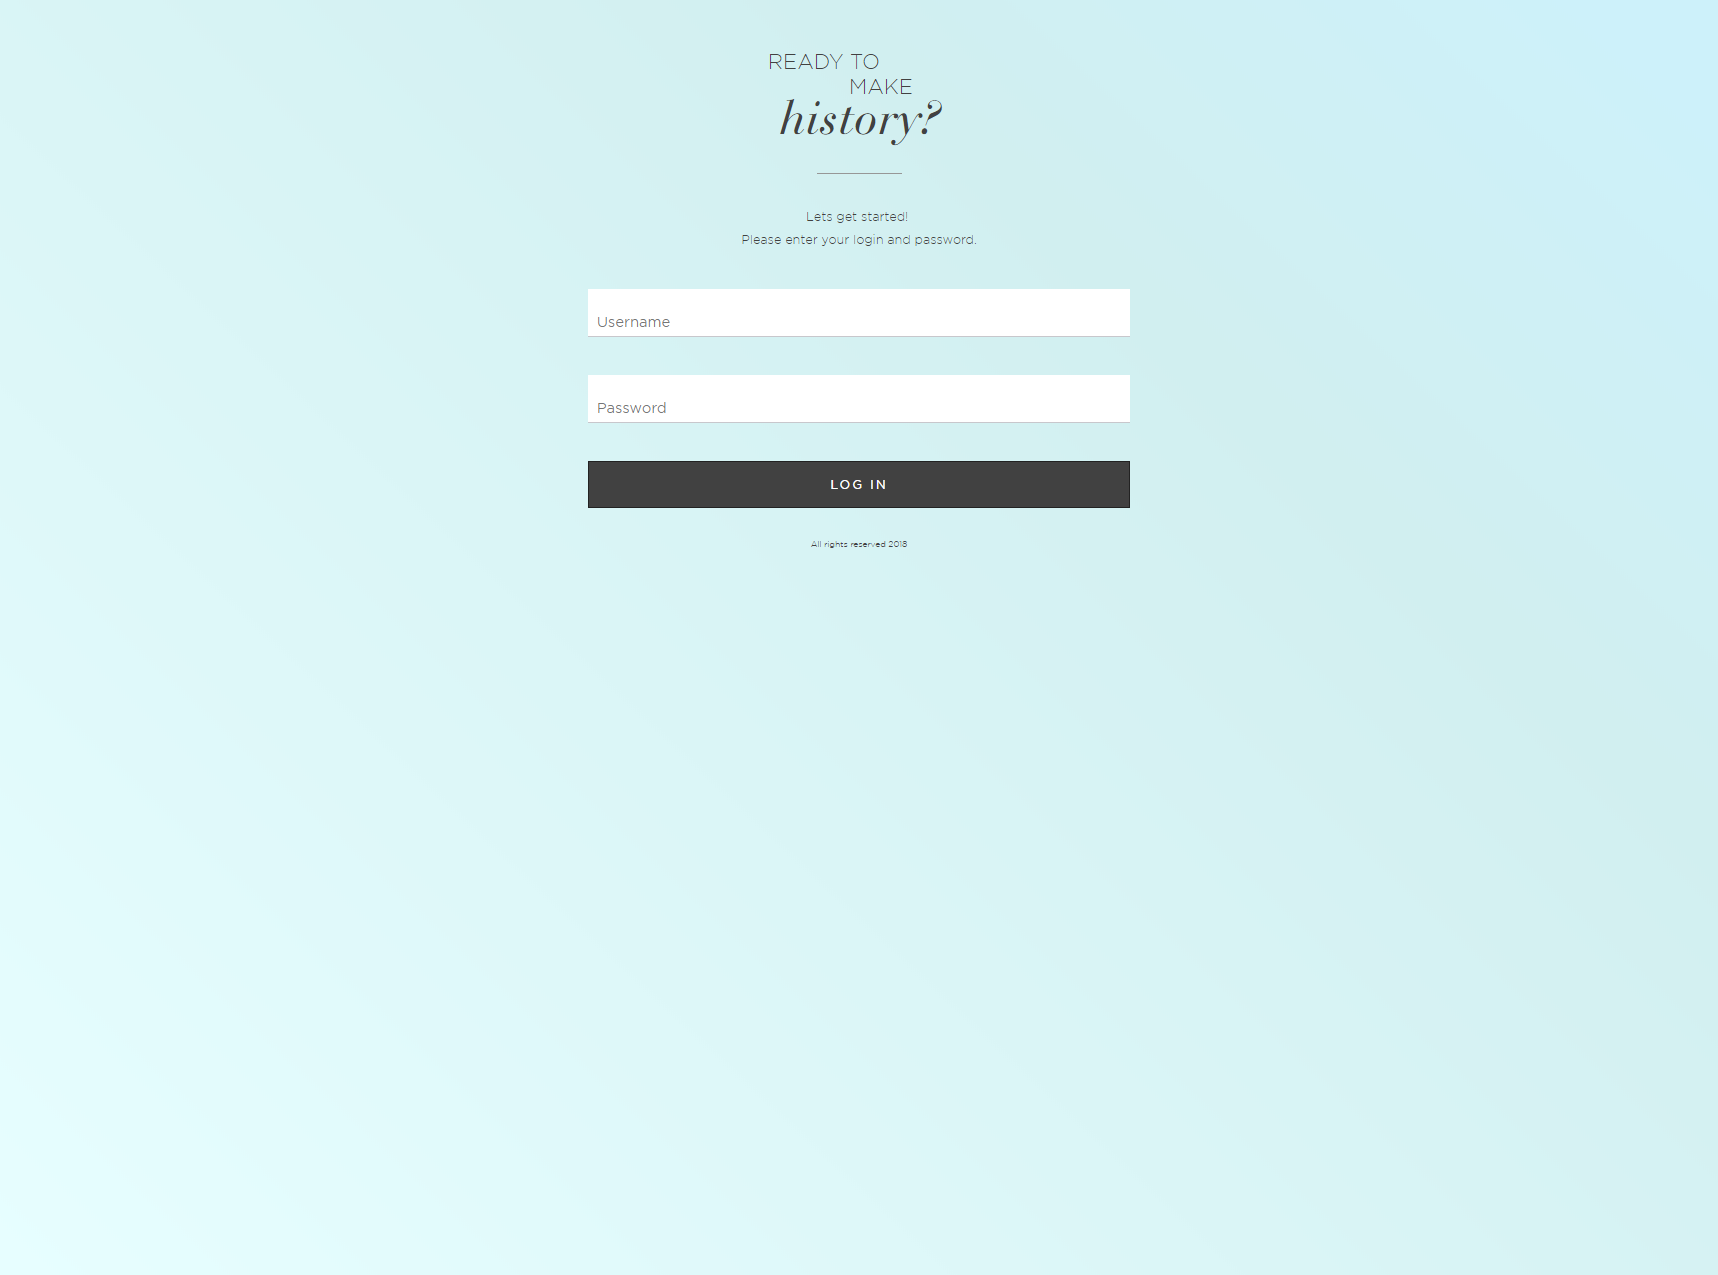 READY TO
MAKE
history?
Lets get started!
Please enter your login and password.
Username
Password
LOG IN
All rights reserved 2018